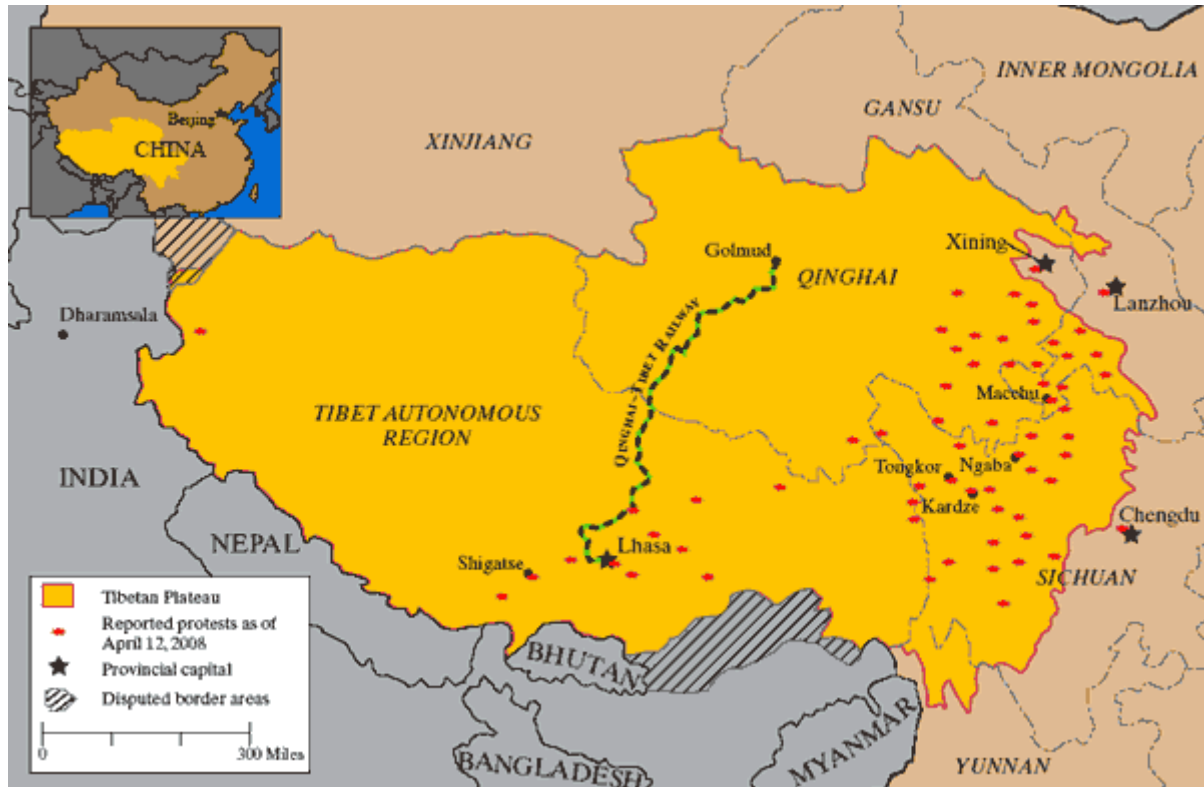 Beijing
CHINA
XINJIANG
GANSU
INNER MONGOLIA
Golmud
QINGHAI
Xining
Lanzhou
Dharamsala
QINGHAI–TIBET RAILWAY
TIBET AUTONOMOUS
REGION
Macchu
INDIA
Tongkor
Ngaba
Kardze
Chengdu
NEPAL
Lhasa
Shigatse
SICHUAN
Tibetan Plateau
Reported protests as of
April 12, 2008
Provincial capital
Disputed border areas
0
300 Miles
BHUTAN
BANGLADESH
MYANMAR
YUNNAN